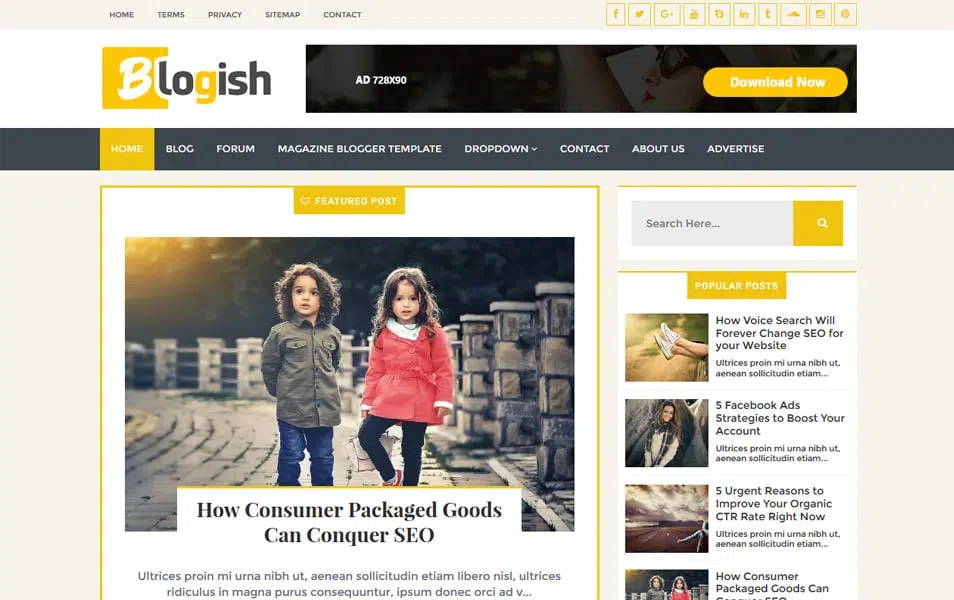 HOME TERMS PRIVACY SITEMAP CONTACT
Blogish
AD 728X90
Download Now
HOME BLOG FORUM MAGAZINE BLOGGER TEMPLATE DROPDOWN CONTACT ABOUT US ADVERTISE
FEATURED POST
How Consumer Packaged Goods
Can Conquer SEO
Ultrices proin mi urna nibh ut, aenean sollicitudin etiam libero nisl, ultrices
ridiculus in magna purus consequuntur, ipsum donec orci ad v...
Search Here...
POPULAR POSTS
How Voice Search Will
Forever Change SEO for
your Website
Ultrices proin mi urna nibh ut,
aenean sollicitudin etiam...
5 Facebook Ads
Strategies to Boost Your
Account
Ultrices proin mi urna nibh ut,
aenean sollicitudin etiam...
5 Urgent Reasons to
Improve Your Organic
CTR Rate Right Now
Ultrices proin mi urna nibh ut,
aenean sollicitudin etiam...
How Consumer
Packaged Goods Can
Conquer SEO